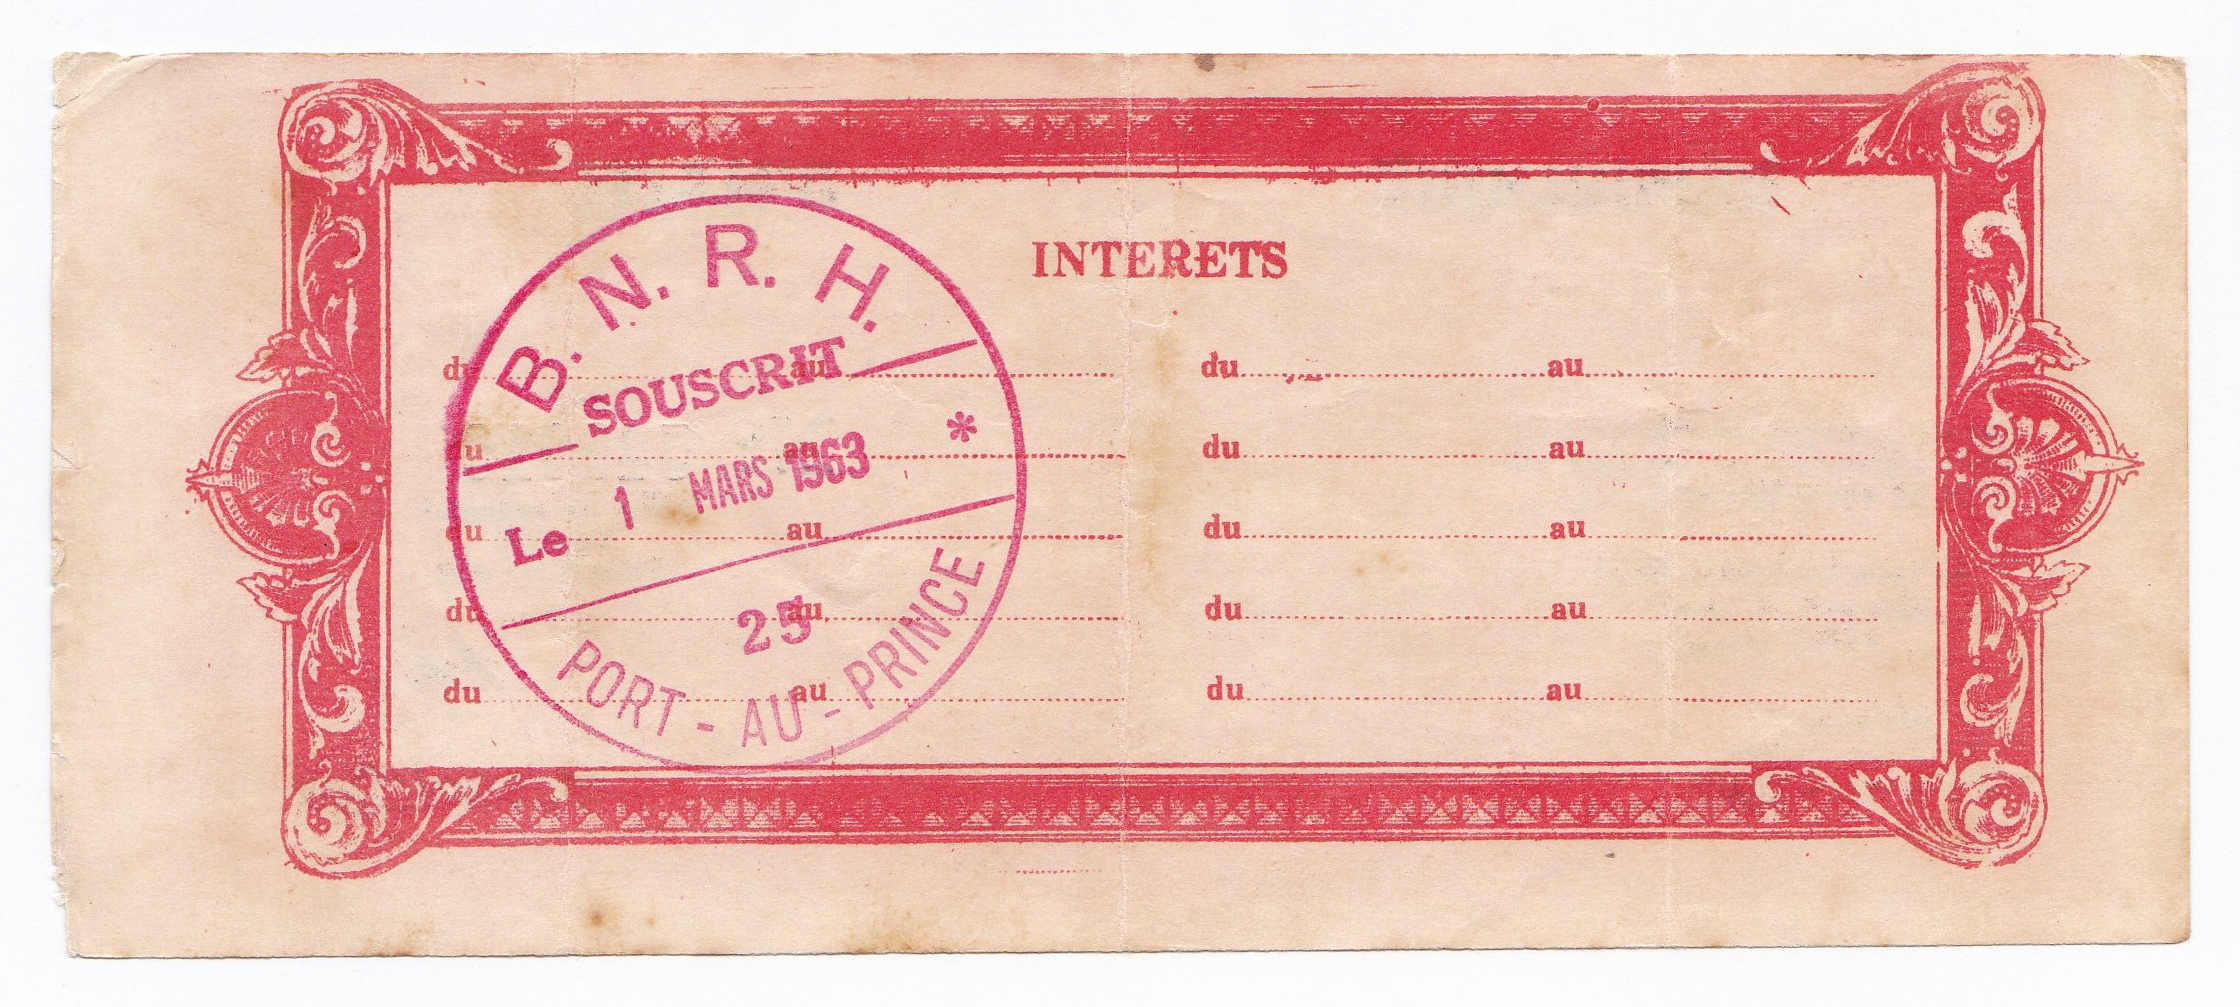 INTERETS
B. N. R. H.
SOUSCRIT
Le 1 MARS 1963
25
PORT - AU - PRINCE
du au du au
du au du au
du au du au
du au du au
du au du au